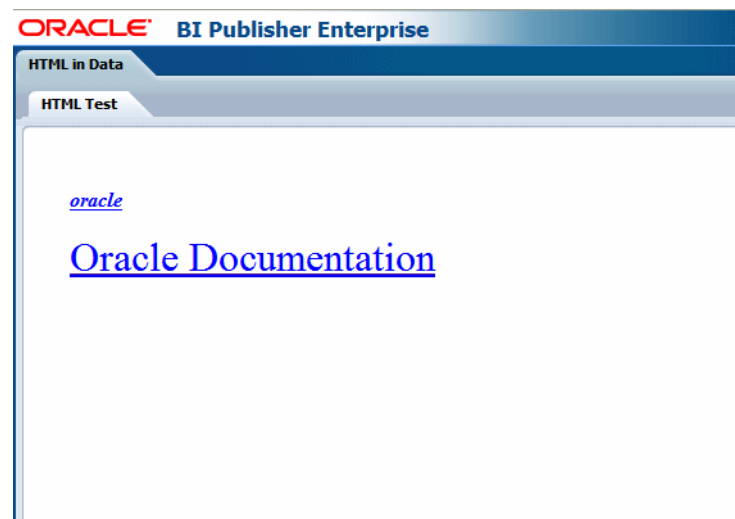 ORACLE BI Publisher Enterprise
HTML in Data
HTML Test
oracle
Oracle Documentation